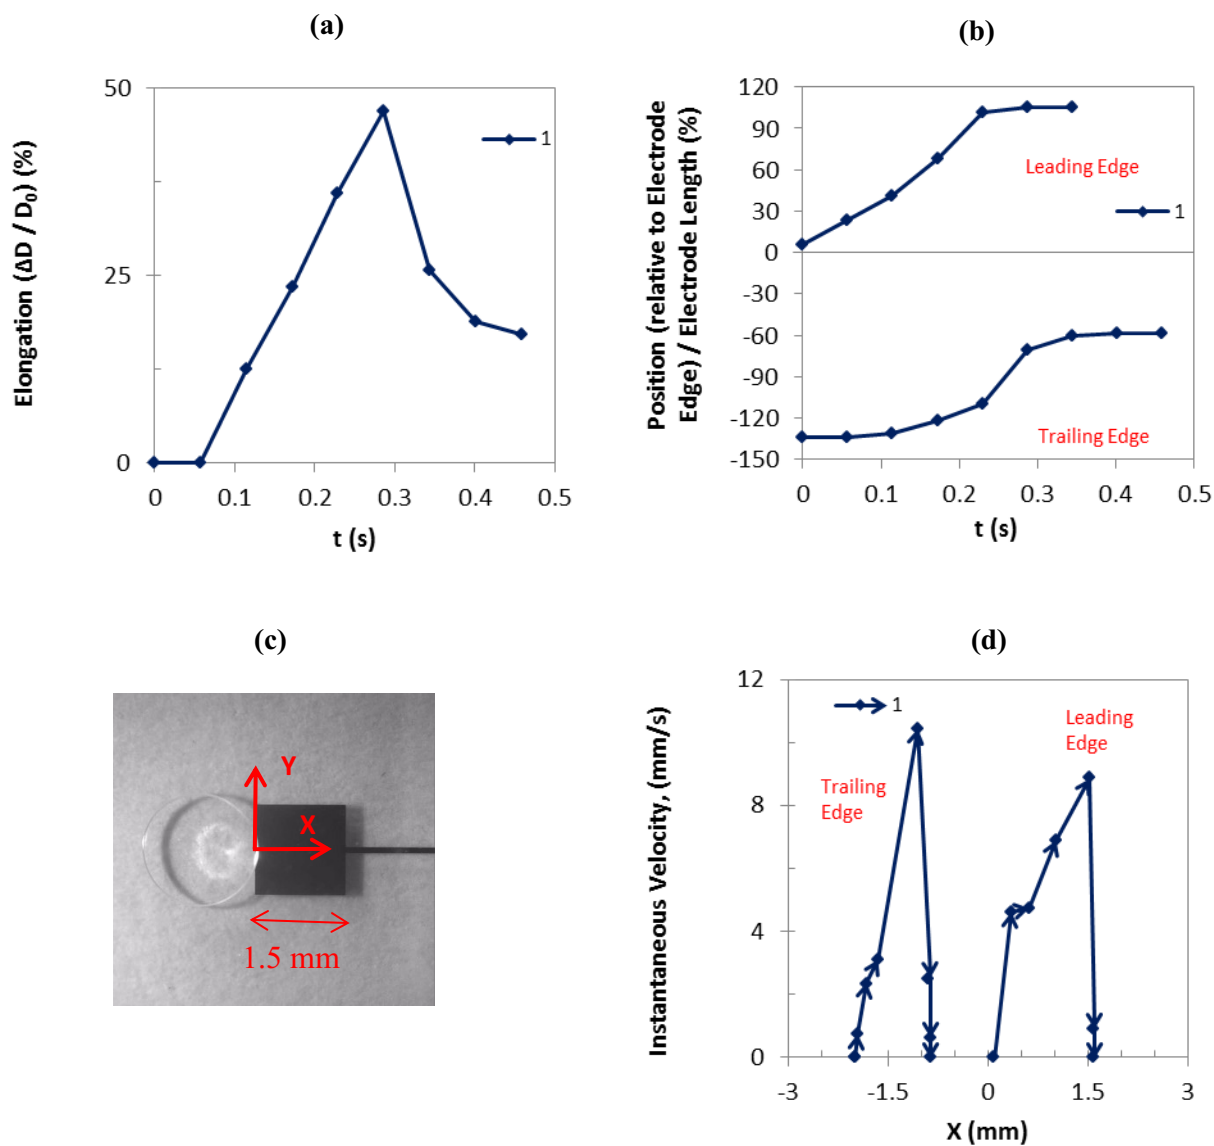 (a)
Elongation (ΔD / D₀) (%)
50
25
0
1
0 0.1 0.2 0.3 0.4 0.5
t (s)
(b)
Position (relative to Electrode
Edge) / Electrode Length (%)
120
90
60
30
0
-30
-60
-90
-120
-150
Leading Edge
1
Trailing Edge
0 0.1 0.2 0.3 0.4 0.5
t (s)
(c)
Y
X
1.5 mm
(d)
Instantaneous Velocity, (mm/s)
12
8
4
0
1
Trailing
Edge
Leading
Edge
-3 -1.5 0 1.5 3
X (mm)